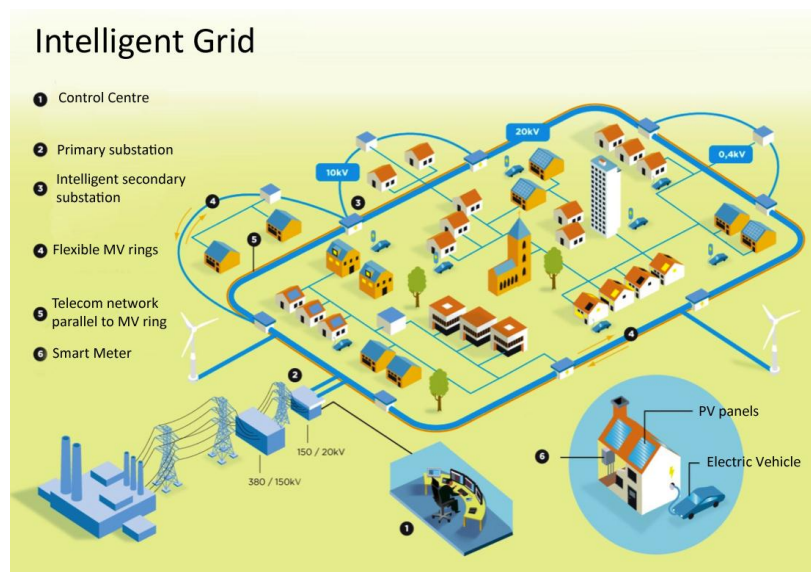 Intelligent Grid
1 Control Centre
2 Primary substation
3 Intelligent secondary
substation
4 Flexible MV rings
5 Telecom network
parallel to MV ring
6 Smart Meter
20kV
10kV
0,4kV
3
4
5
4
2
150 / 20kV
380 / 150kV
1
PV panels
6
Electric Vehicle